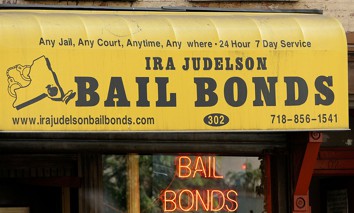 Any Jail, Any Court, Anytime, Any where - 24 Hour 7 Day Service
IRA JUDELSON
BAIL BONDS
www.irajudelsonbailbonds.com
302
718-856-1541
BAIL
BONDS